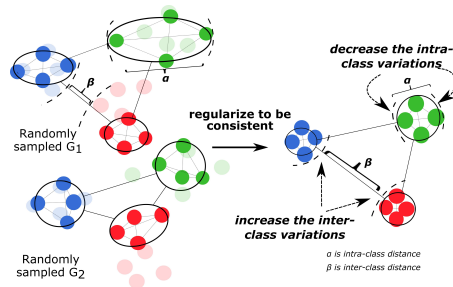 decrease the intra-
class variations
α
β
α
Randomly
sampled G1
regularize to be
consistent
β
increase the inter-
class variations
α is intra-class distance
β is inter-class distance
Randomly
sampled G2